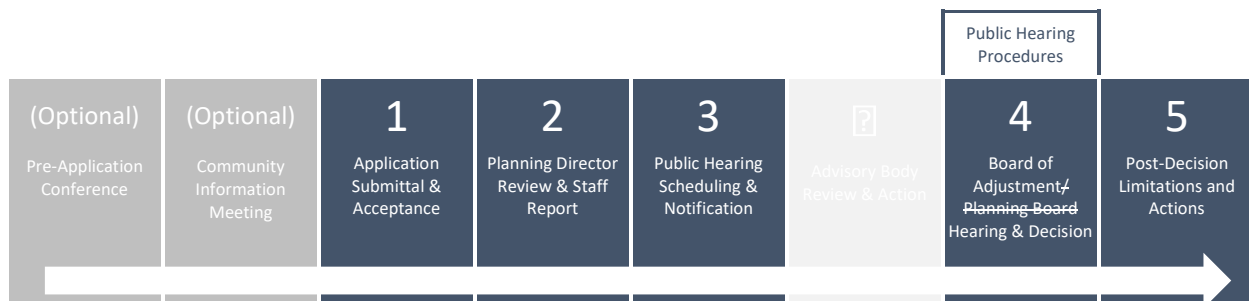 Public Hearing
Procedures
(Optional)
Pre-Application
Conference
(Optional)
Community
Information
Meeting
1
Application
Submittal &
Acceptance
2
Planning Director
Review & Staff
Report
3
Public Hearing
Scheduling &
Notification
Advisory Body
Review & Action
4
Board of
Adjustment/
Planning Board
Hearing & Decision
5
Post-Decision
Limitations and
Actions